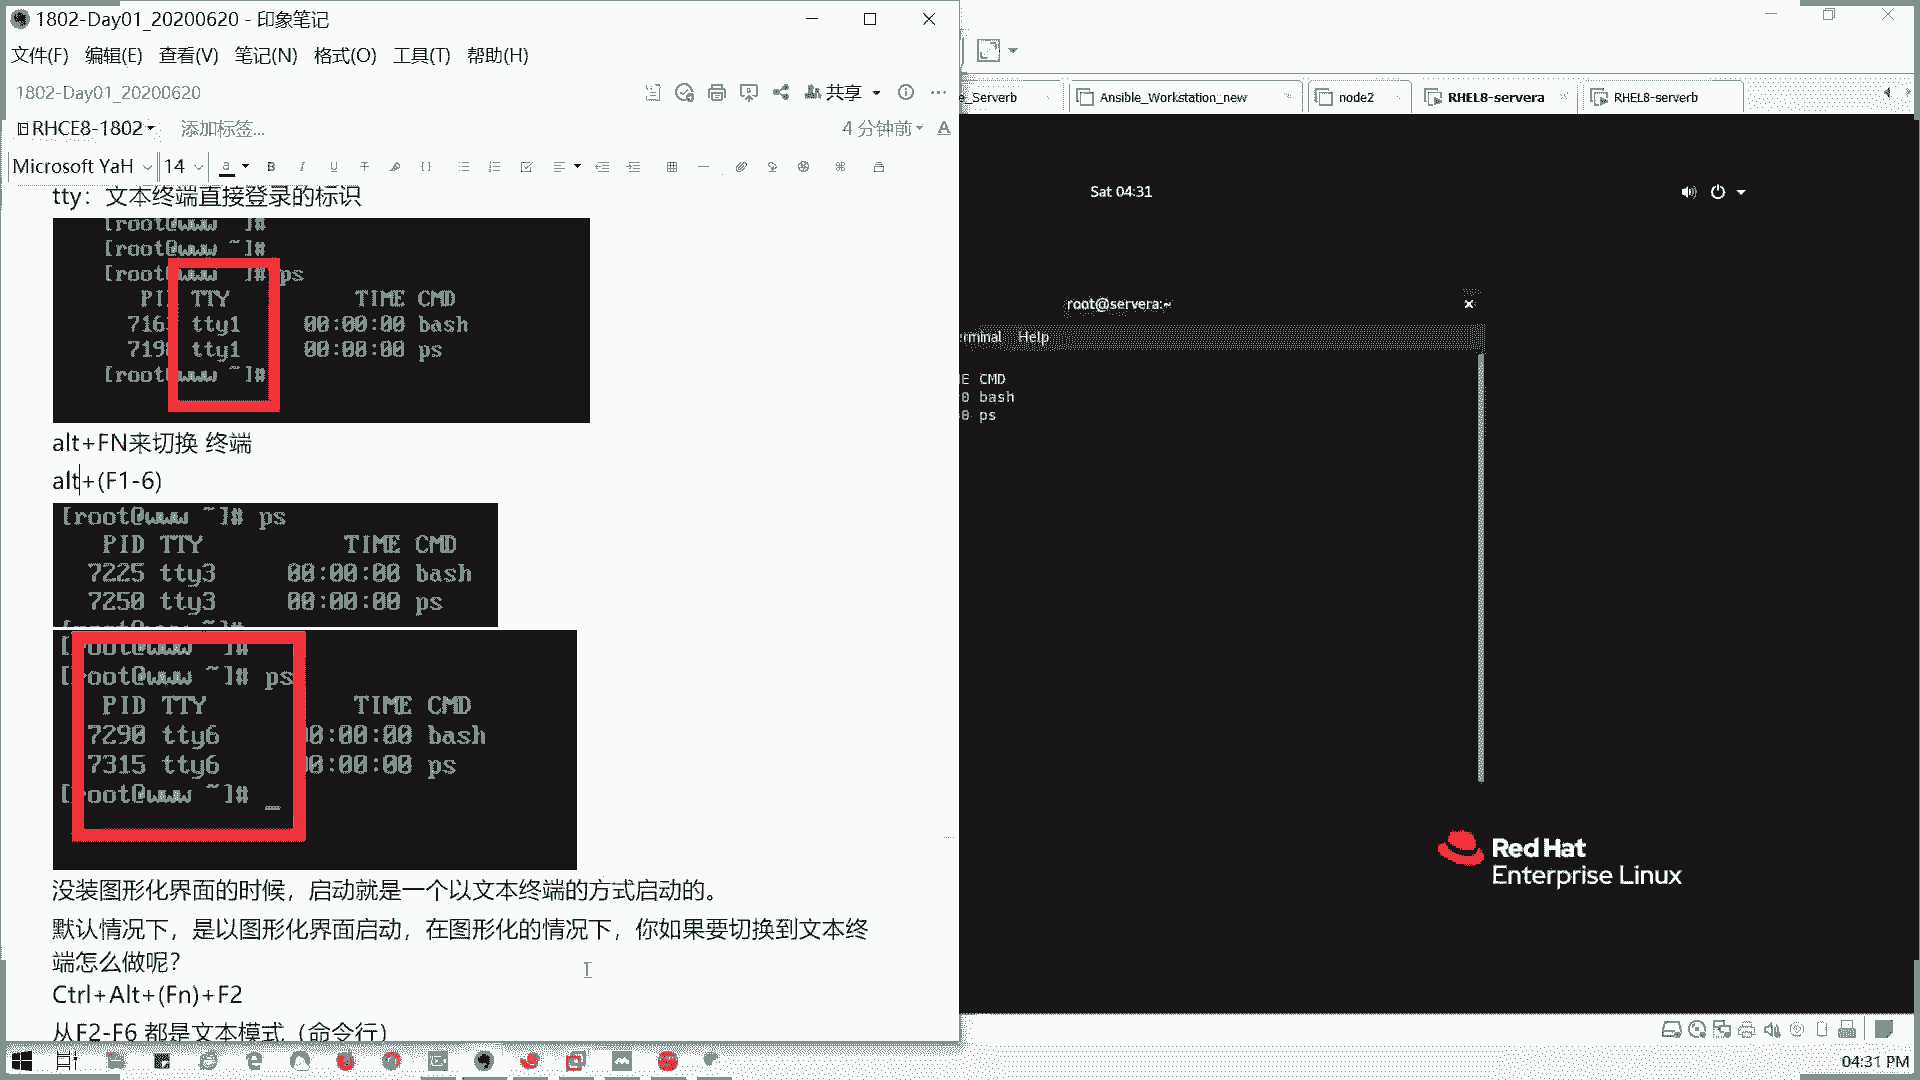 1802-Day01_20200620 - 印象笔记
文件(F) 编辑(E) 查看(V) 笔记(N) 格式(O) 工具(T) 帮助(H)
1802-Day01_20200620
共享
RHCE8-1802
添加标签...
4 分钟前
Microsoft YaH 14
tty：文本终端直接登录的标识
[root@www ~]#
[root@www ~]#
[root@www ~]# ps
PI TTY TIME CMD
716 tty1 00:00:00 bash
719 tty1 00:00:00 ps
[root@www ~]#
alt+FN来切换 终端
alt+(F1-6)
[root@www ~]# ps
PID TTY TIME CMD
7225 tty3 00:00:00 bash
7250 tty3 00:00:00 ps
[root@www ~]#
[root@www ~]# ps
PID TTY TIME CMD
7290 tty6 00:00:00 bash
7315 tty6 00:00:00 ps
[root@www ~]# _
没装图形化界面的时候，启动就是一个以文本终端的方式启动的。
默认情况下，是以图形化界面启动，在图形化的情况下，你如果要切换到文本终
端怎么做呢？
Ctrl+Alt+(Fn)+F2
从F2-F6 都是文本模式（命令行）
e_Serverb
Ansible_Workstation_new
node2
RHEL8-servera
RHEL8-serverb
Sat 04:31
root@servera:~
erminal Help
E CMD
0 bash
0 ps
Red Hat
Enterprise Linux
04:31 PM